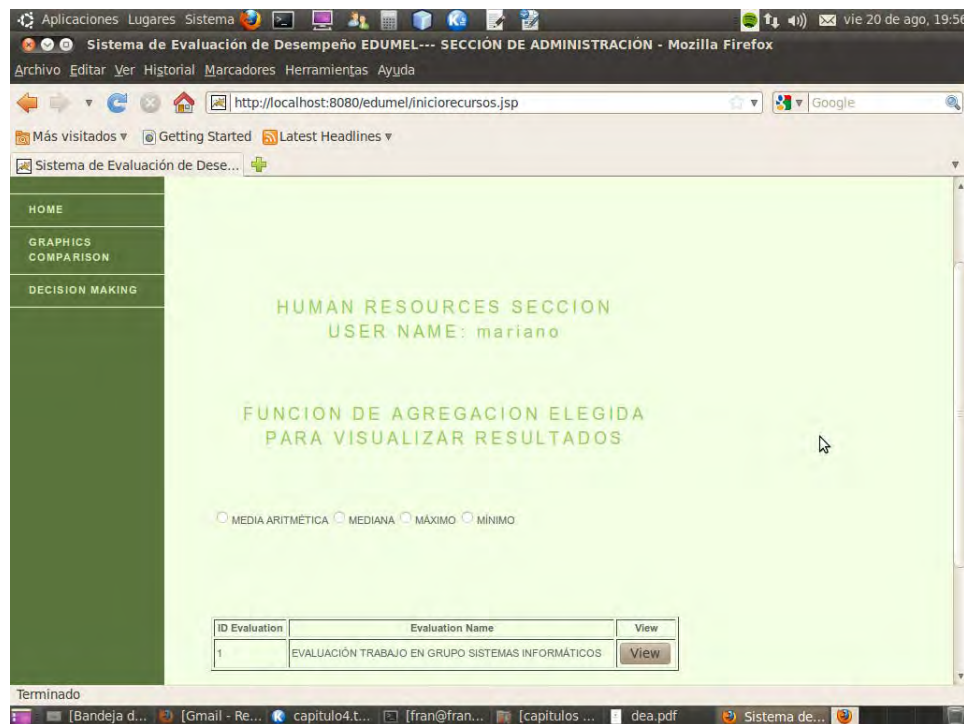 Aplicaciones Lugares Sistema vie 20 de ago, 19:56
Sistema de Evaluación de Desempeño EDUMEL--- SECCIÓN DE ADMINISTRACIÓN - Mozilla Firefox
Archivo Editar Ver Historial Marcadores Herramientas Ayuda
http://localhost:8080/edumel/iniciorecursos.jsp Google
Más visitados Getting Started Latest Headlines
Sistema de Evaluación de Dese...
HOME
GRAPHICS
COMPARISON
DECISION MAKING
HUMAN RESOURCES SECCION
USER NAME: mariano
FUNCION DE AGREGACION ELEGIDA
PARA VISUALIZAR RESULTADOS
MEDIA ARITMÉTICA MEDIANA MÁXIMO MÍNIMO
ID Evaluation Evaluation Name View
1 EVALUACIÓN TRABAJO EN GRUPO SISTEMAS INFORMÁTICOS View
Terminado
[Bandeja d... [Gmail - Re... capitulo4.t... [fran@fran... [capitulos ... dea.pdf Sistema de...